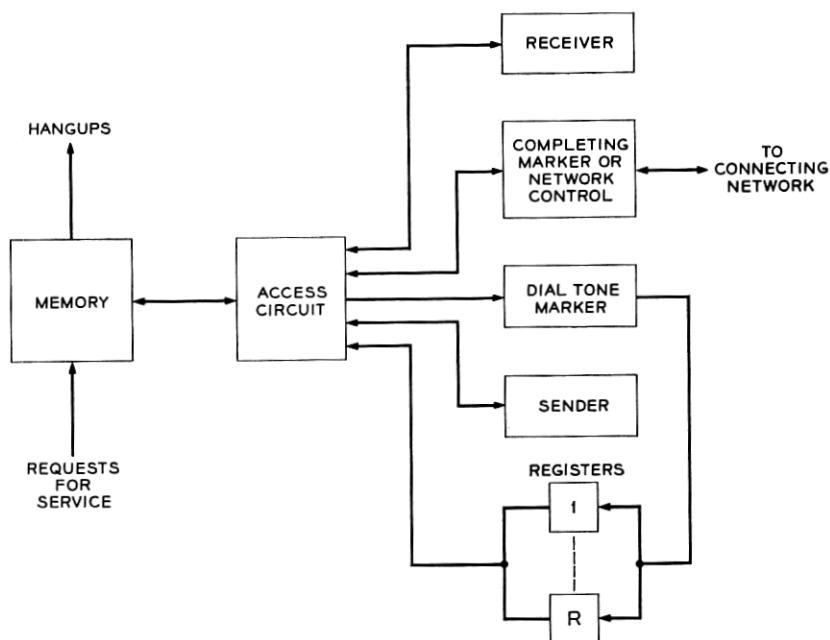 RECEIVER
HANGUPS
COMPLETING
MARKER OR
NETWORK
CONTROL
TO
CONNECTING
NETWORK
MEMORY
ACCESS
CIRCUIT
DIAL TONE
MARKER
SENDER
REQUESTS
FOR
SERVICE
REGISTERS
1
R